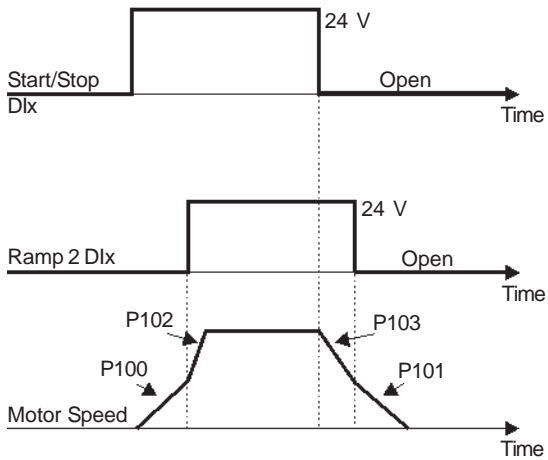 24 V
Start/Stop
DIx
Open
Time
24 V
Ramp 2 DIx
Open
Time
P102
P103
P100
P101
Motor Speed
Time